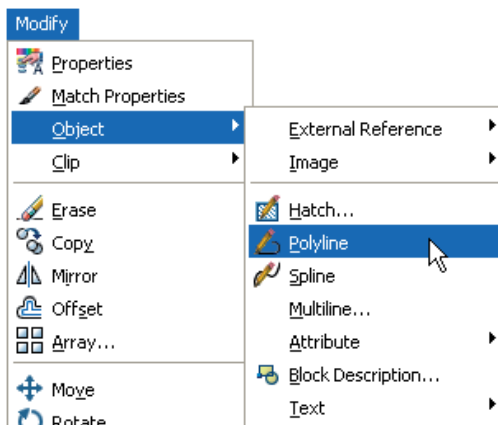 Modify
Properties
Match Properties
Object
Clip
Erase
Copy
Mirror
Offset
Array...
Move
Rotate
External Reference
Image
Hatch...
Polyline
Spline
Multiline...
Attribute
Block Description...
Text